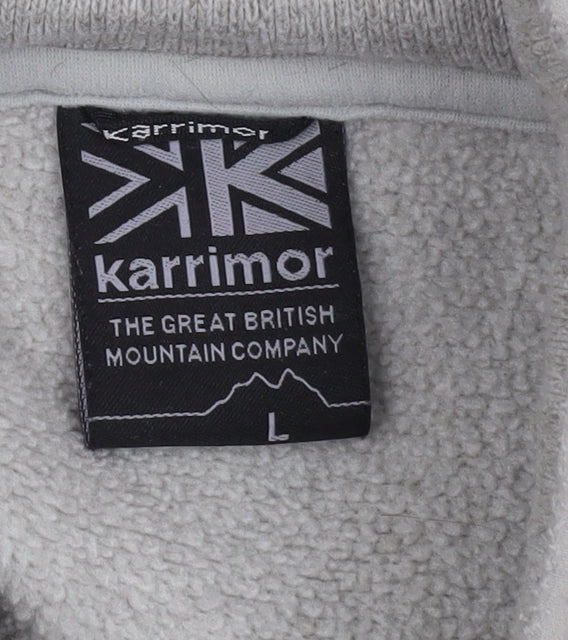 karrimor
karrimor
THE GREAT BRITISH
MOUNTAIN COMPANY
L